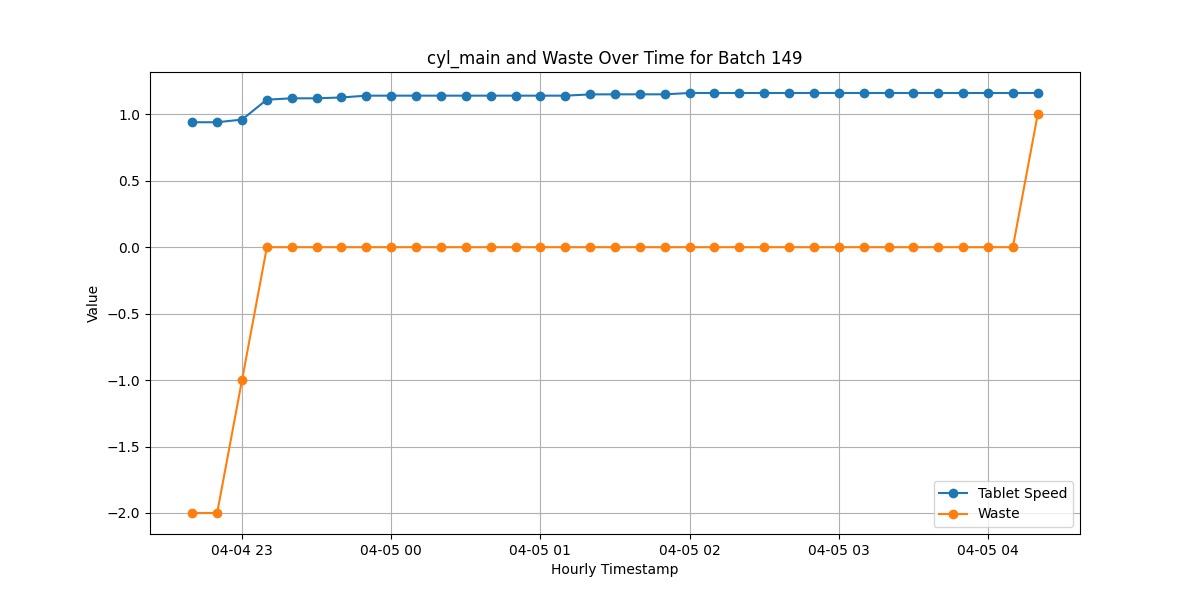 cyl_main and Waste Over Time for Batch 149
Value
1.0
0.5
0.0
−0.5
−1.0
−1.5
−2.0
Tablet Speed
Waste
04-04 23
04-05 00
04-05 01
04-05 02
04-05 03
04-05 04
Hourly Timestamp